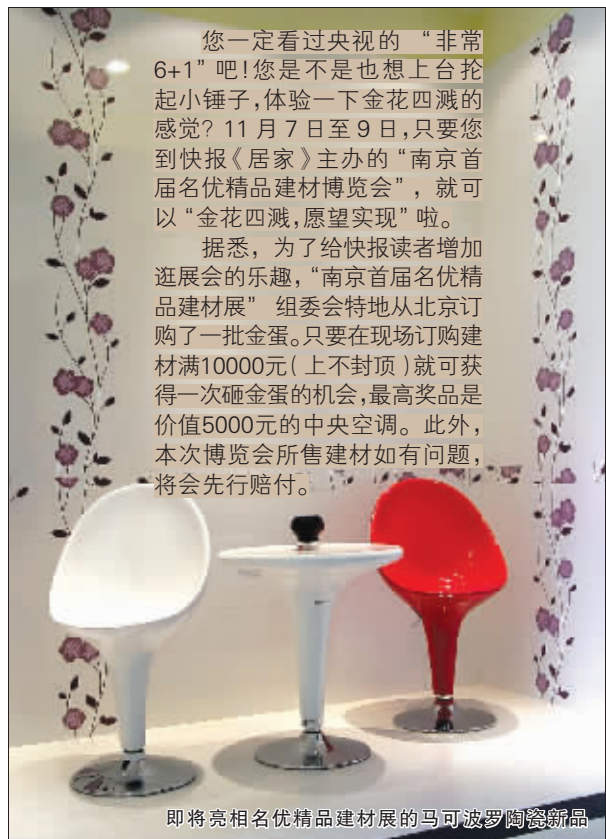 您一定看过央视的 “非常
6+1”吧!您是不是也想上台抡
起小锤子,体验一下金花四溅的
感觉? 11月7日至9日,只要您
到快报《居家》主办的“南京首
届名优精品建材博览会”，就可
以“金花四溅,愿望实现”啦。
据悉，为了给快报读者增加
逛展会的乐趣,“南京首届名优精
品建材展” 组委会特地从北京订
购了一批金蛋。只要在现场订购建
材满10000元(上不封顶)就可获
得一次砸金蛋的机会,最高奖品是
价值5000元的中央空调。此外，
本次博览会所售建材如有问题，
将会先行赔付。
即将亮相名优精品建材展的马可波罗陶瓷新品